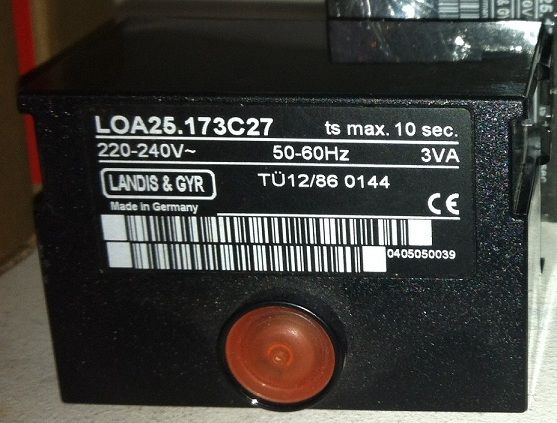 LOA25.173C27 ts max. 10 sec.
220-240V~ 50-60Hz 3VA
LANDIS & GYR TÜ12/86 0144
Made in Germany CE
0405050039